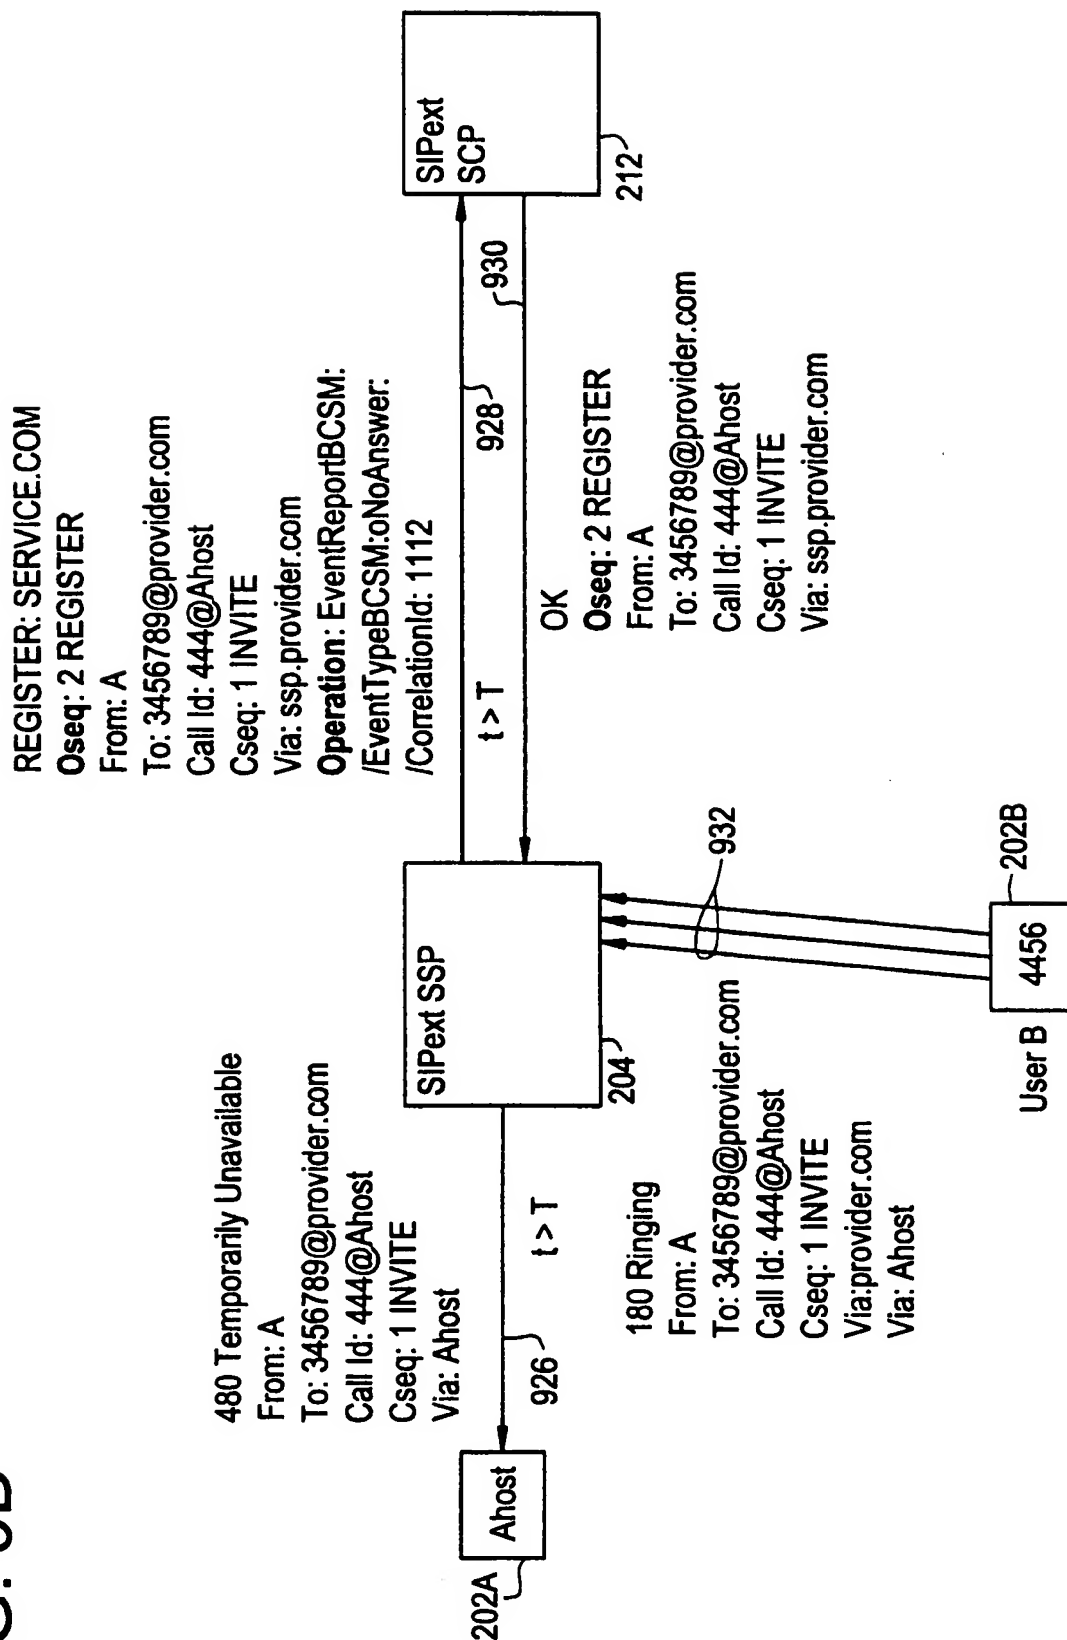 REGISTER: SERVICE.COM
Oseq: 2 REGISTER
From: A
To: 3456789@provider.com
Call Id: 444@Ahost
Cseq: 1 INVITE
Via: ssp.provider.com
Operation: EventReportBCSM:
/EventTypeBCSM:oNoAnswer:
/CorrelationId: 1112
480 Temporarily Unavailable
From: A
To: 3456789@provider.com
Call Id: 444@Ahost
Cseq: 1 INVITE
Via: Ahost
t > T
926
Ahost
202A
SIPext SSP
204
t > T
928
930
SIPext
SCP
212
OK
Oseq: 2 REGISTER
From: A
To: 3456789@provider.com
Call Id: 444@Ahost
Cseq: 1 INVITE
Via: ssp.provider.com
180 Ringing
From: A
To: 3456789@provider.com
Call Id: 444@Ahost
Cseq: 1 INVITE
Via:provider.com
Via: Ahost
932
4456
202B
User B